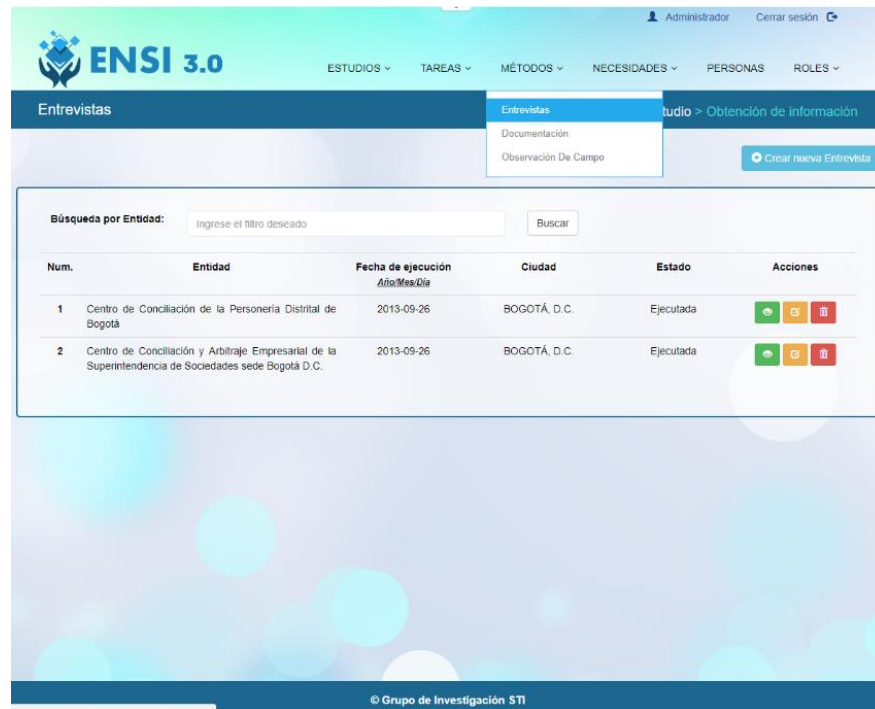 Administrador Cerrar sesión
ENSI 3.0
ESTUDIOS TAREAS MÉTODOS NECESIDADES PERSONAS ROLES
Entrevistas
Entrevistas
Documentación
Observación De Campo
tudio > Obtención de información
Crear nueva Entrevista
Búsqueda por Entidad: Ingrese el filtro deseado Buscar
Num. Entidad Fecha de ejecución Ciudad Estado Acciones
Año/Mes/Día
1 Centro de Conciliación de la Personería Distrital de 2013-09-26 BOGOTÁ, D.C. Ejecutada
Bogotá
2 Centro de Conciliación y Arbitraje Empresarial de la 2013-09-26 BOGOTÁ, D.C. Ejecutada
Superintendencia de Sociedades sede Bogotá D.C.
© Grupo de Investigación STI